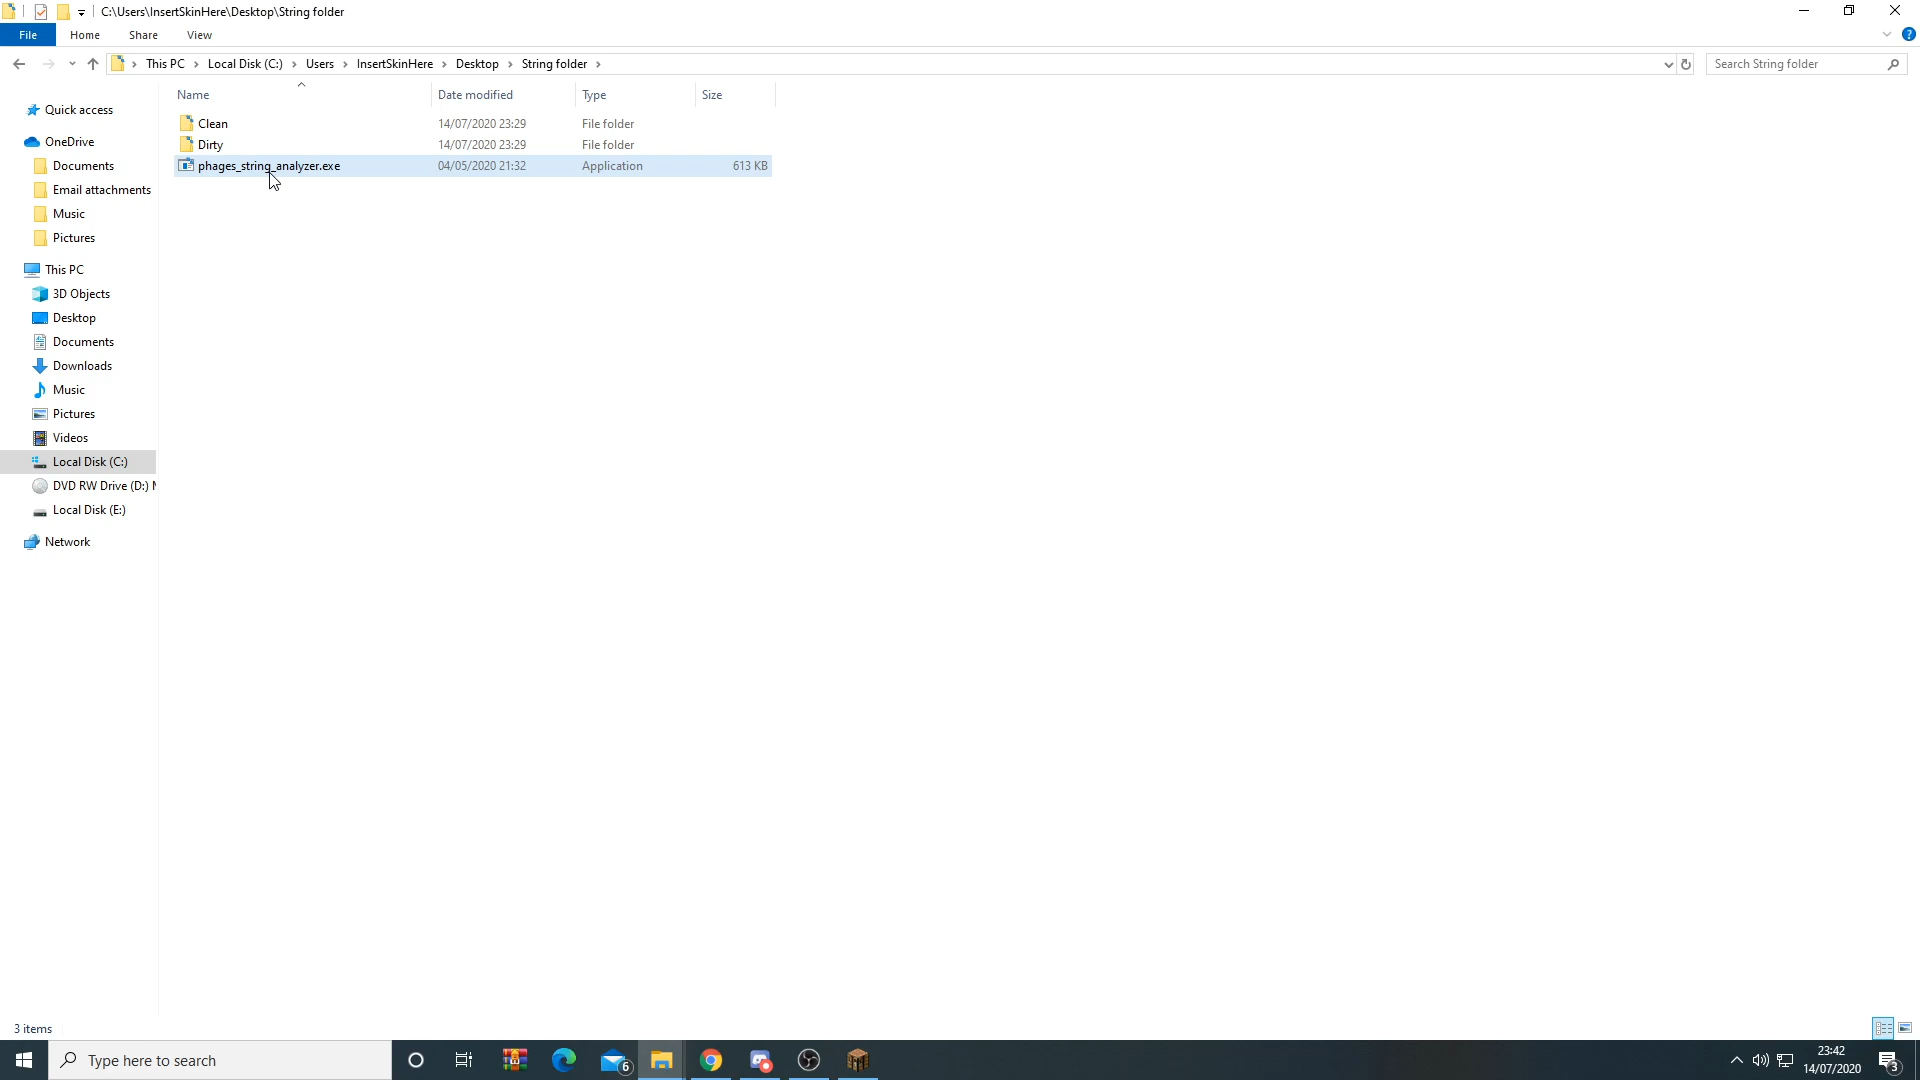 C:\Users\InsertSkinHere\Desktop\String folder
File Home Share View
This PC Local Disk (C:) Users InsertSkinHere Desktop String folder
Search String folder
Name Date modified Type Size
Clean 14/07/2020 23:29 File folder
Dirty 14/07/2020 23:29 File folder
phages_string_analyzer.exe 04/05/2020 21:32 Application 613 KB
Quick access
OneDrive
Documents
Email attachments
Music
Pictures
This PC
3D Objects
Desktop
Documents
Downloads
Music
Pictures
Videos
Local Disk (C:)
DVD RW Drive (D:)
Local Disk (E:)
Network
3 items
Type here to search
6
23:42
14/07/2020
3